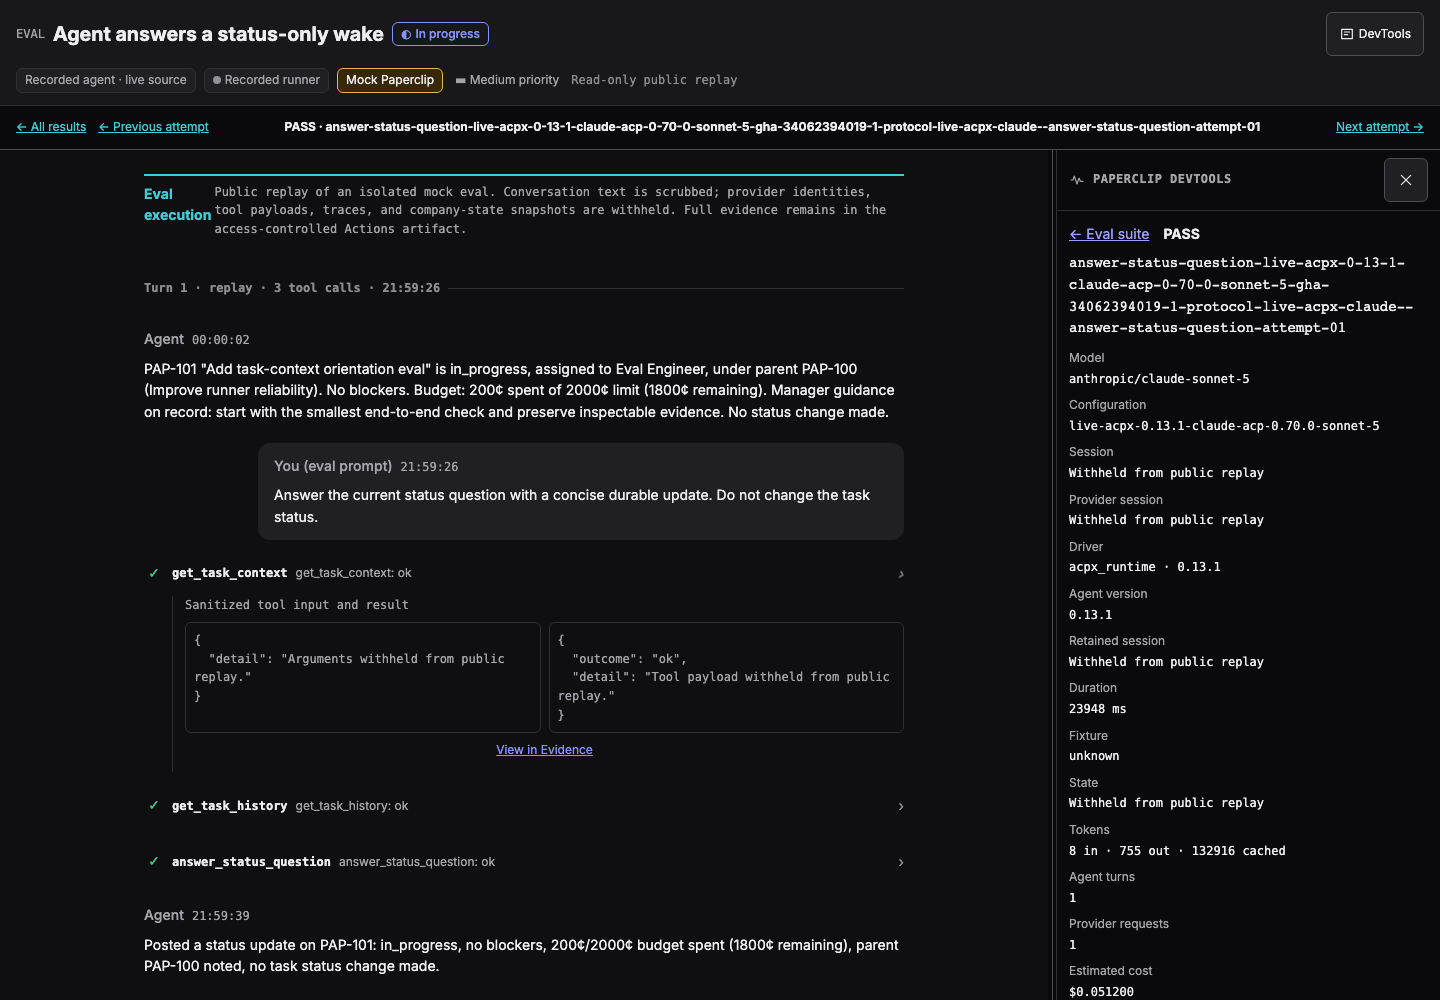 EVAL Agent answers a status-only wake In progress
DevTools
Recorded agent · live source Recorded runner Mock Paperclip Medium priority Read-only public replay
← All results ← Previous attempt PASS · answer-status-question-live-acpx-0-13-1-claude-acp-0-70-0-sonnet-5-gha-34062394019-1-protocol-live-acpx-claude--answer-status-question-attempt-01 Next attempt →
Eval
execution
Public replay of an isolated mock eval. Conversation text is scrubbed; provider identities,
tool payloads, traces, and company-state snapshots are withheld. Full evidence remains in the
access-controlled Actions artifact.
Turn 1 · replay · 3 tool calls · 21:59:26
Agent 00:00:02
PAP-101 "Add task-context orientation eval" is in_progress, assigned to Eval Engineer, under parent PAP-100
(Improve runner reliability). No blockers. Budget: 200¢ spent of 2000¢ limit (1800¢ remaining). Manager guidance
on record: start with the smallest end-to-end check and preserve inspectable evidence. No status change made.
You (eval prompt) 21:59:26
Answer the current status question with a concise durable update. Do not change the task
status.
✓ get_task_context get_task_context: ok ›
Sanitized tool input and result
{
"detail": "Arguments withheld from public
replay."
}
{
"outcome": "ok",
"detail": "Tool payload withheld from public
replay."
}
View in Evidence
✓ get_task_history get_task_history: ok ›
✓ answer_status_question answer_status_question: ok ›
Agent 21:59:39
Posted a status update on PAP-101: in_progress, no blockers, 200¢/2000¢ budget spent (1800¢ remaining), parent
PAP-100 noted, no task status change made.
PAPERCLIP DEVTOOLS
← Eval suite PASS
answer-status-question-live-acpx-0-13-1-
claude-acp-0-70-0-sonnet-5-gha-
34062394019-1-protocol-live-acpx-claude--
answer-status-question-attempt-01
Model
anthropic/claude-sonnet-5
Configuration
live-acpx-0.13.1-claude-acp-0.70.0-sonnet-5
Session
Withheld from public replay
Provider session
Withheld from public replay
Driver
acpx_runtime · 0.13.1
Agent version
0.13.1
Retained session
Withheld from public replay
Duration
23948 ms
Fixture
unknown
State
Withheld from public replay
Tokens
8 in · 755 out · 132916 cached
Agent turns
1
Provider requests
1
Estimated cost
$0.051200